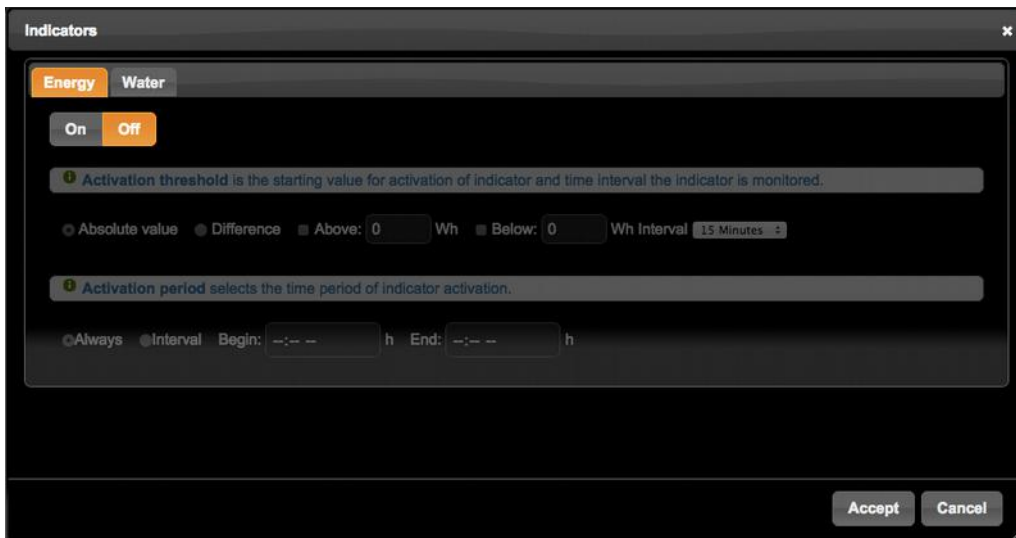 Indicators
Energy Water
On Off
Activation threshold is the starting value for activation of indicator and time interval the indicator is monitored.
Absolute value Difference Above: 0 Wh Below: 0 Wh Interval 15 Minutes
Activation period selects the time period of indicator activation.
Always Interval Begin: --:-- -- h End: --:-- -- h
Accept Cancel